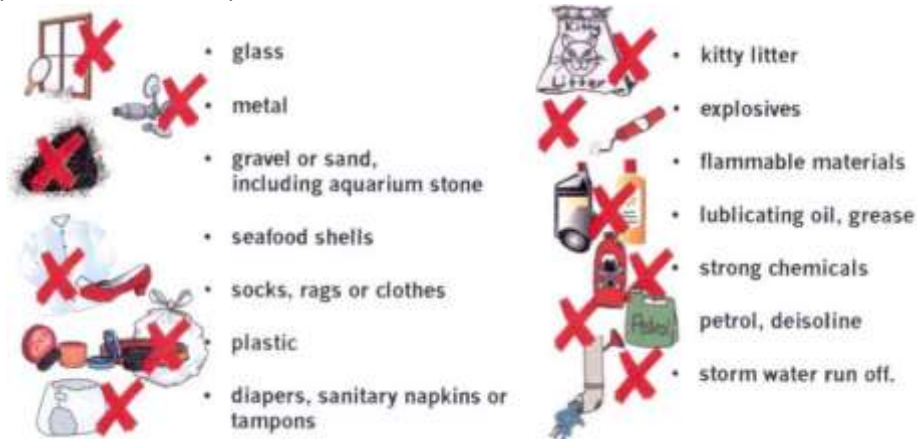 • glass
• metal
• gravel or sand,
including aquarium stone
• seafood shells
• socks, rags or clothes
• plastic
• diapers, sanitary napkins or
tampons
Kitty
Litter
• kitty litter
• explosives
• flammable materials
• lublicating oil, grease
• strong chemicals
Petrol
petrol, deisoline
• storm water run off.